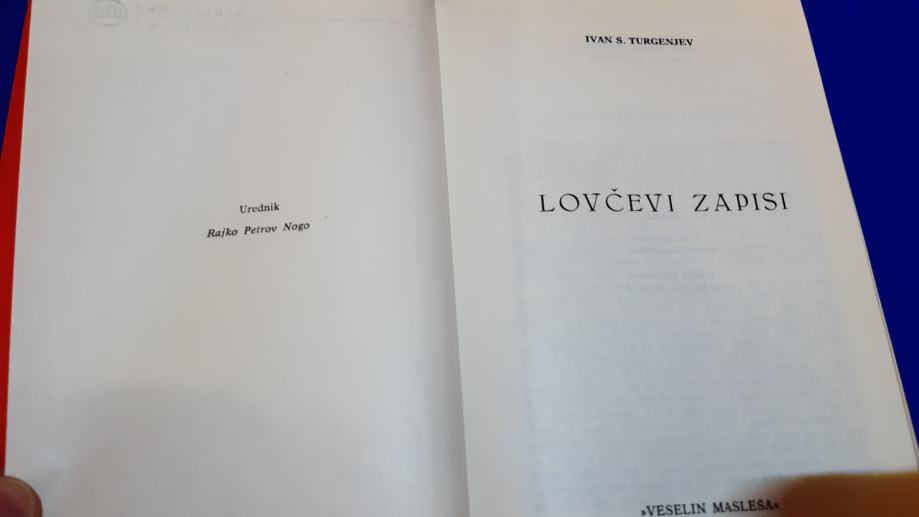 Urednik
Rajko Petrov Nogo
IVAN S. TURGENJEV
LOVČEVI ZAPISI
»VESELIN MASLEŠA«